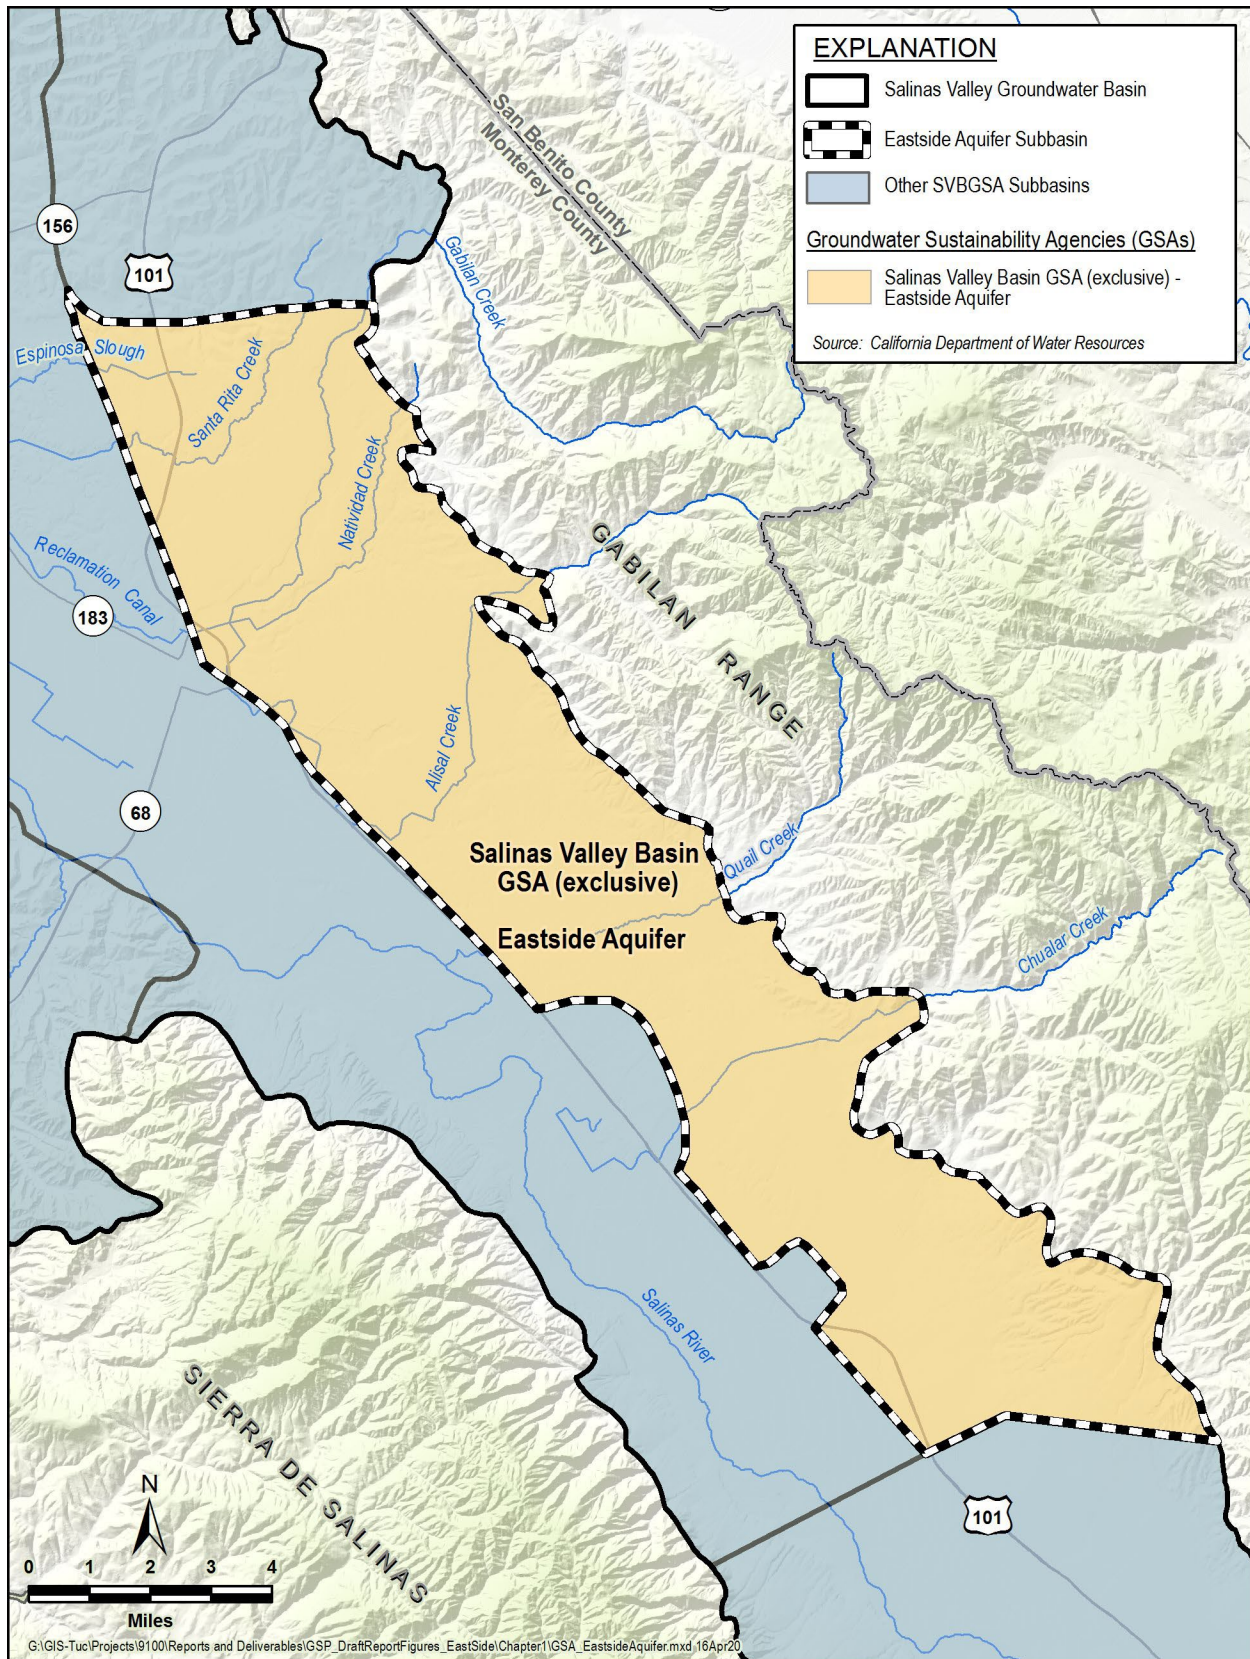 EXPLANATION
Salinas Valley Groundwater Basin
Eastside Aquifer Subbasin
Other SVBGSA Subbasins
Groundwater Sustainability Agencies (GSAs)
Salinas Valley Basin GSA (exclusive) -
Eastside Aquifer
Source: California Department of Water Resources
San Benito County
Monterey County
156
101
Gabilan Creek
Espinosa Slough
Santa Rita Creek
Natividad Creek
Reclamation Canal
183
GABILAN RANGE
68
Alisal Creek
Quail Creek
Salinas Valley Basin
GSA (exclusive)
Eastside Aquifer
Chualar Creek
Salinas River
SIERRA DE SALINAS
101
N
0 1 2 3 4
Miles
G:\GIS-Tuc\Projects\9100\Reports and Deliverables\GSP_DraftReportFigures_EastSide\Chapter1\GSA_EastsideAquifer.mxd 16Apr20